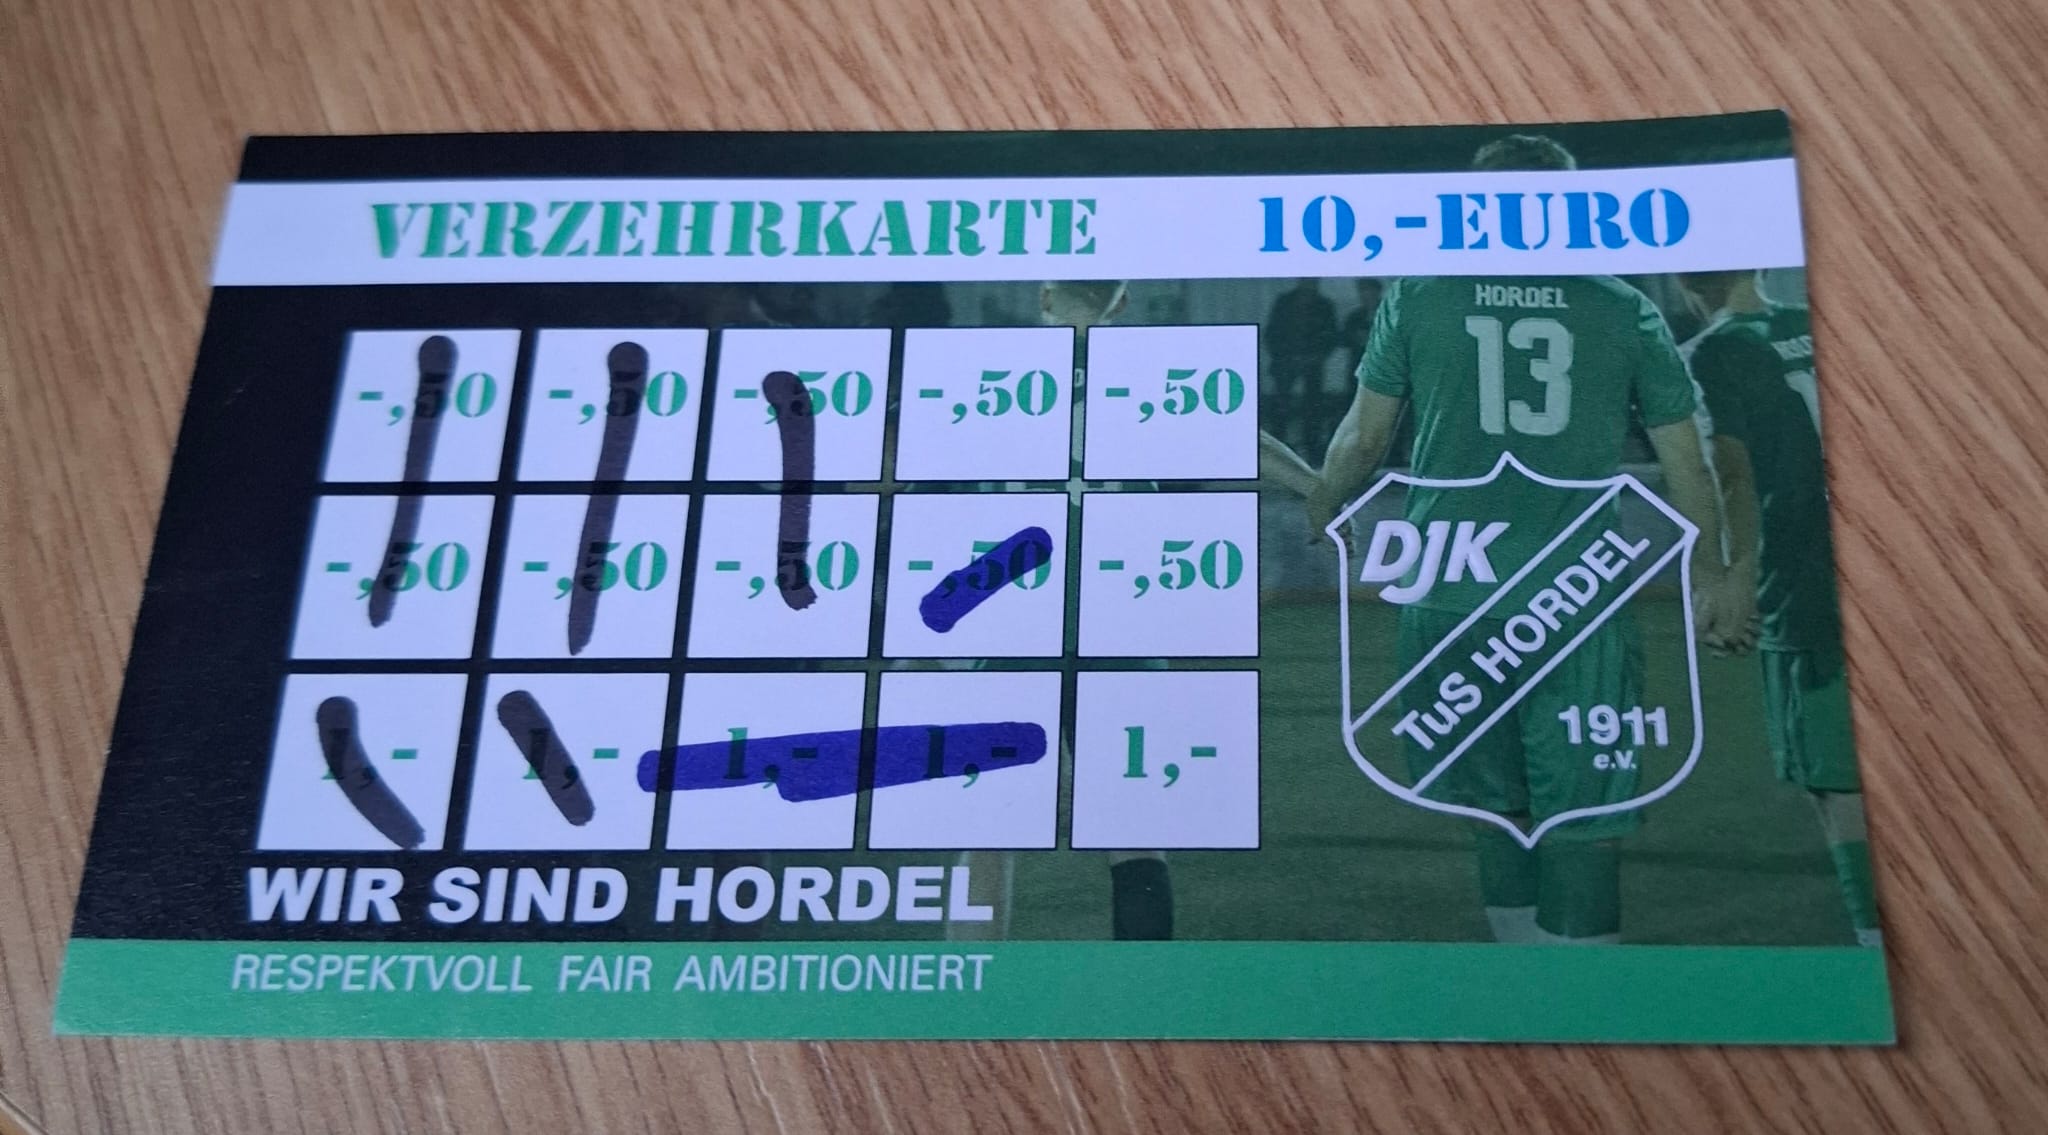 VERZEHRKARTE 10,-EURO
HORDEL
13
-,50 -,50 -,50 -,50 -,50
-,50 -,50 -,50 -,50 -,50
1,- 1,- 1,- 1,- 1,-
DJK
TuS HORDEL
1911
e.V.
WIR SIND HORDEL
RESPEKTVOLL FAIR AMBITIONIERT